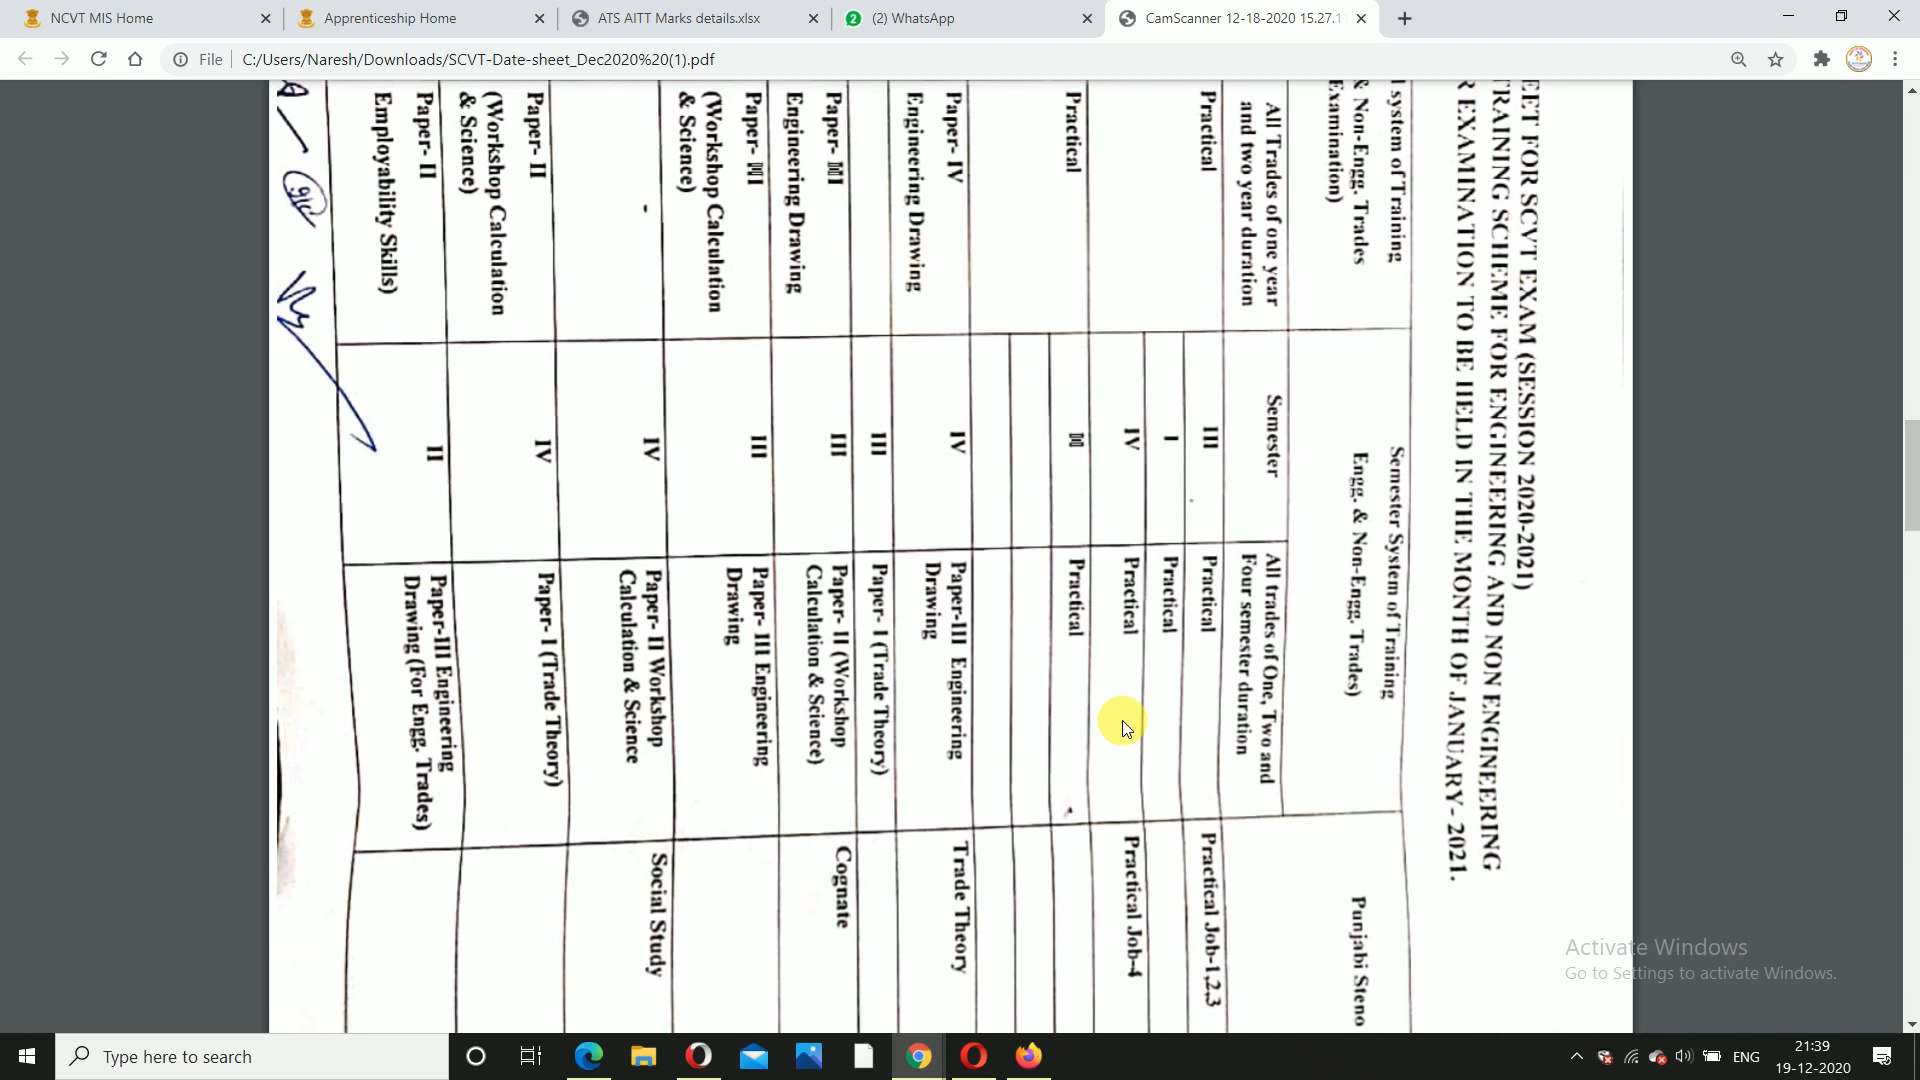 NCVT MIS Home
Apprenticeship Home
ATS AITT Marks details.xlsx
(2) WhatsApp
CamScanner 12-18-2020 15.27.1
File
C:/Users/Naresh/Downloads/SCVT-Date-sheet_Dec2020%20(1).pdf
EET FOR SCVT EXAM (SESSION 2020-2021)
TRAINING SCHEME FOR ENGINEERING AND NON ENGINEERING
R EXAMINATION TO BE HELD IN THE MONTH OF JANUARY- 2021.
l system of Training
& Non-Engg. Trades
Examination)
Semester System of Training
Engg. & Non-Engg. Trades)
Punjabi Steno
All Trades of one year
and two year duration
Semester
All trades of One, Two and
Four semester duration
Practical
III
Practical
Practical Job-1,2,3
I
Practical
IV
Practical
Practical Job-4
Practical
Practical
Paper- IV
Engineering Drawing
IV
Paper-III Engineering
Drawing
Trade Theory
III
Paper- I (Trade Theory)
Paper- III
Engineering Drawing
III
Paper- II (Workshop
Calculation & Science)
Cognate
Paper- III
(Workshop Calculation
& Science)
III
Paper- III Engineering
Drawing
-
IV
Paper- II Workshop
Calculation & Science
Social Study
Paper- II
(Workshop Calculation
& Science)
IV
Paper- I (Trade Theory)
Paper- II
Employability Skills)
II
Paper-III Engineering
Drawing (For Engg. Trades)
Activate Windows
Go to Settings to activate Windows.
Type here to search
ENG
21:39
19-12-2020